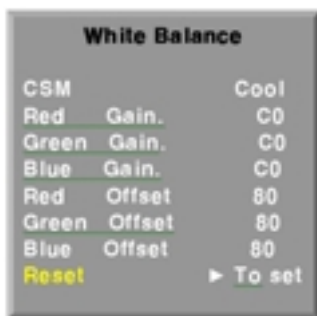 White Balance
CSM Cool
Red Gain. C0
Green Gain. C0
Blue Gain. C0
Red Offset 80
Green Offset 80
Blue Offset 80
Reset ► To set